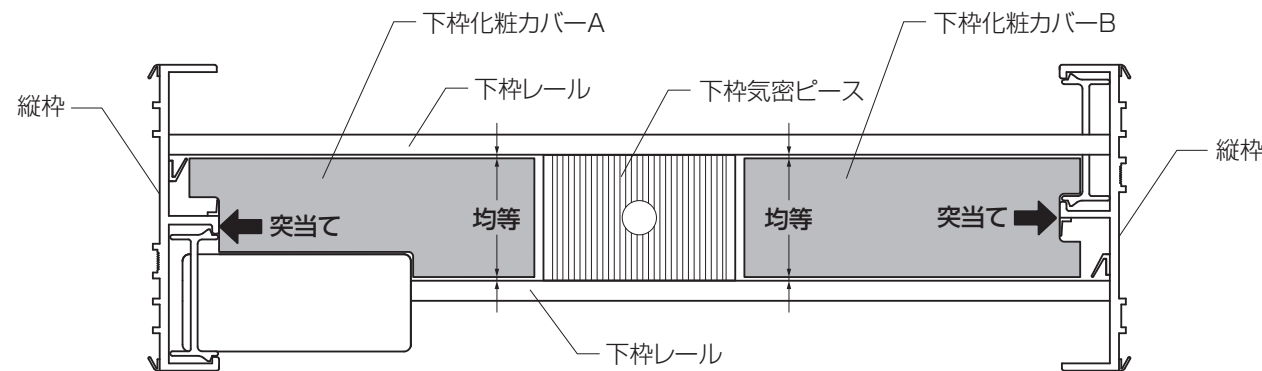 下枠化粧カバーA
下枠化粧カバーB
下枠レール
下枠気密ピース
縦枠
縦枠
突当て
均等
均等
突当て
下枠レール